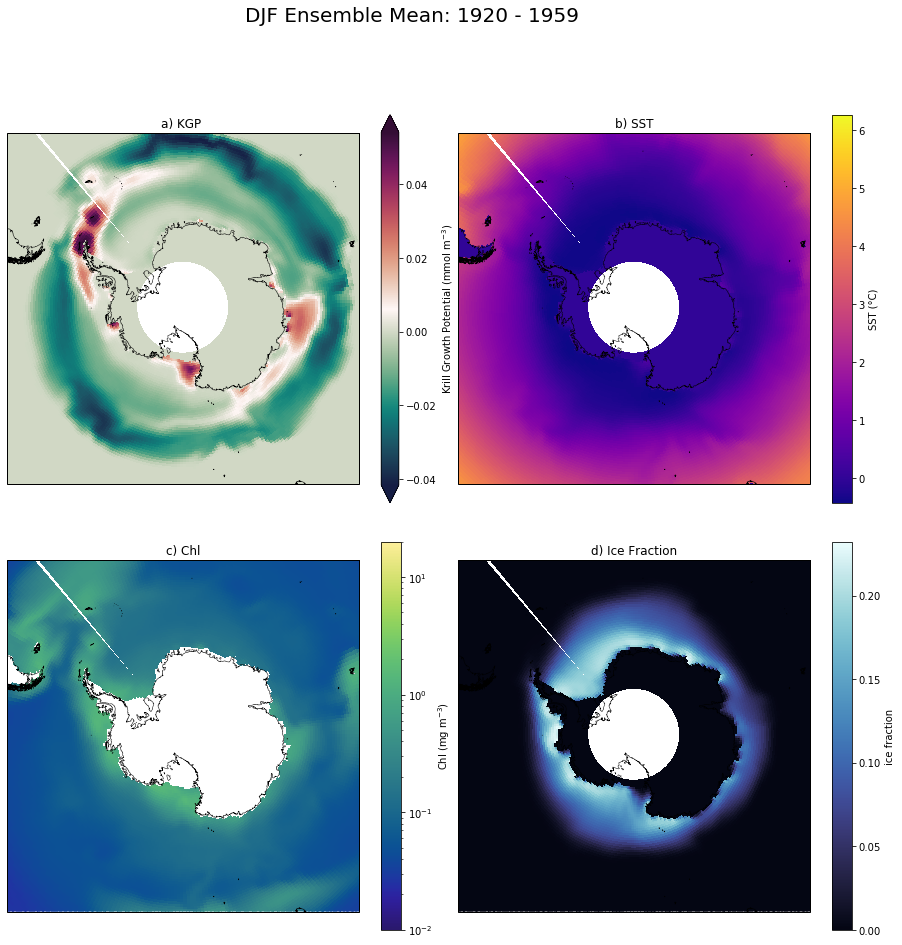 DJF Ensemble Mean: 1920 - 1959
a) KGP
0.04
0.02
0.00
−0.02
−0.04
Krill Growth Potential (mmol m⁻³)
b) SST
6
5
4
3
2
1
0
SST (°C)
c) Chl
10¹
10⁰
10⁻¹
10⁻²
Chl (mg m⁻³)
d) Ice Fraction
0.20
0.15
0.10
0.05
0.00
ice fraction